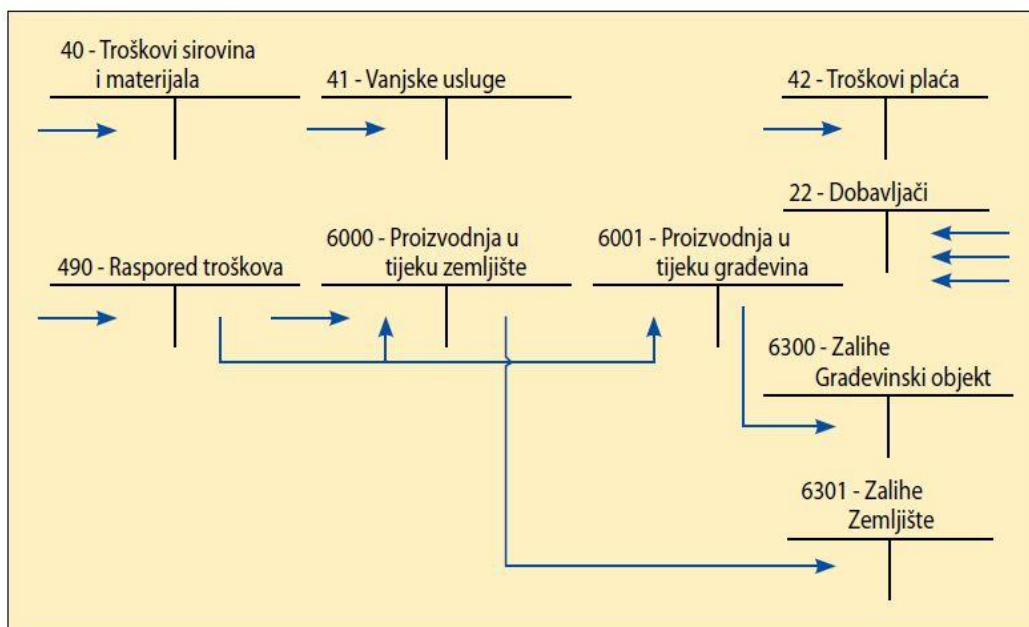 40 - Troškovi sirovina
i materijala
41 - Vanjske usluge
42 - Troškovi plaća
22 - Dobavljači
490 - Raspored troškova
6000 - Proizvodnja u
tijeku zemljište
6001 - Proizvodnja u
tijeku građevina
6300 - Zalihe
Građevinski objekt
6301 - Zalihe
Zemljište